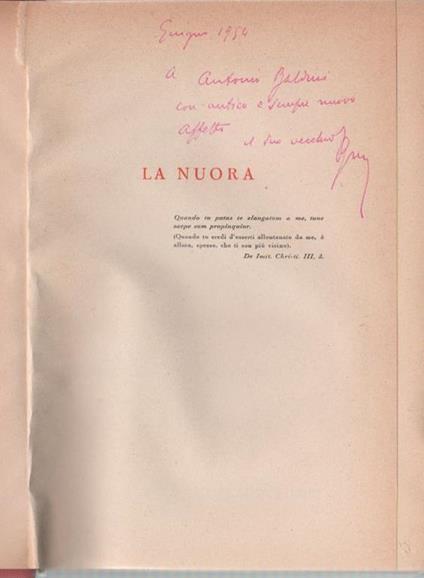 Giugno 1954
A Antonio Baldini
con antico e sempre nuovo
affetto
il suo vecchio
LA NUORA
Quando tu putas te elongatum a me, tunc
saepe sum propinquior.
(Quando tu credi d'esserti allontanato da me, è
allora, spesso, che ti son più vicino).
De Imit. Christi. III, 3.